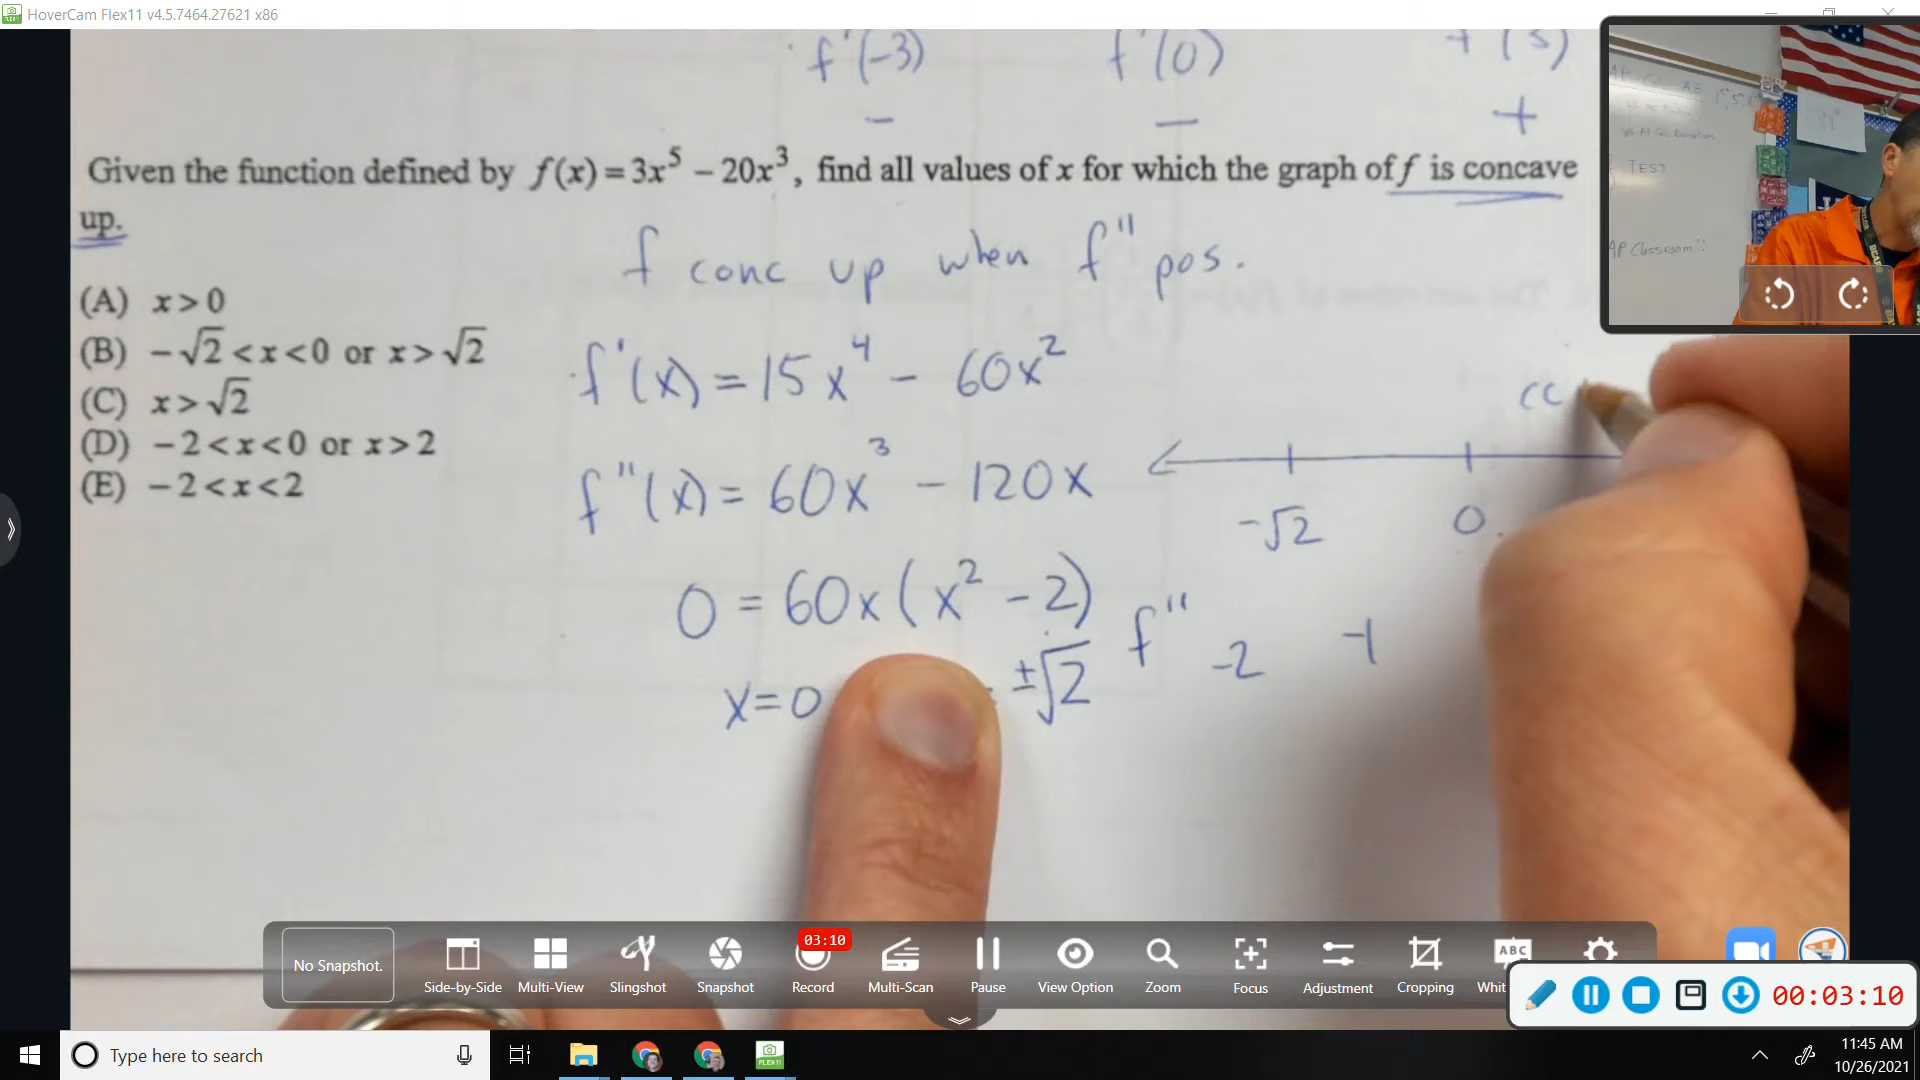 HoverCam Flex11 v4.5.7464.27621 x86
f'(-3) f'(0)
- - +
Given the function defined by f(x)=3x⁵ − 20x³, find all values of x for which the graph of f is concave
up.
f conc up when f" pos.
(A) x>0
(B) −√2<x<0 or x>√2
(C) x>√2
(D) −2<x<0 or x>2
(E) −2<x<2
f'(x) = 15x⁴ − 60x²
f"(x) = 60x³ − 120x
0 = 60x(x² − 2)
x=0 ±√2
CC
-√2 0
f" -2 -1
TEST
AP Classroom!!
No Snapshot.
Side-by-Side
Multi-View
Slingshot
Snapshot
03:10
Record
Multi-Scan
Pause
View Option
Zoom
Focus
Adjustment
Cropping
ABC
Whit
00:03:10
Type here to search
FLEX11
11:45 AM
10/26/2021